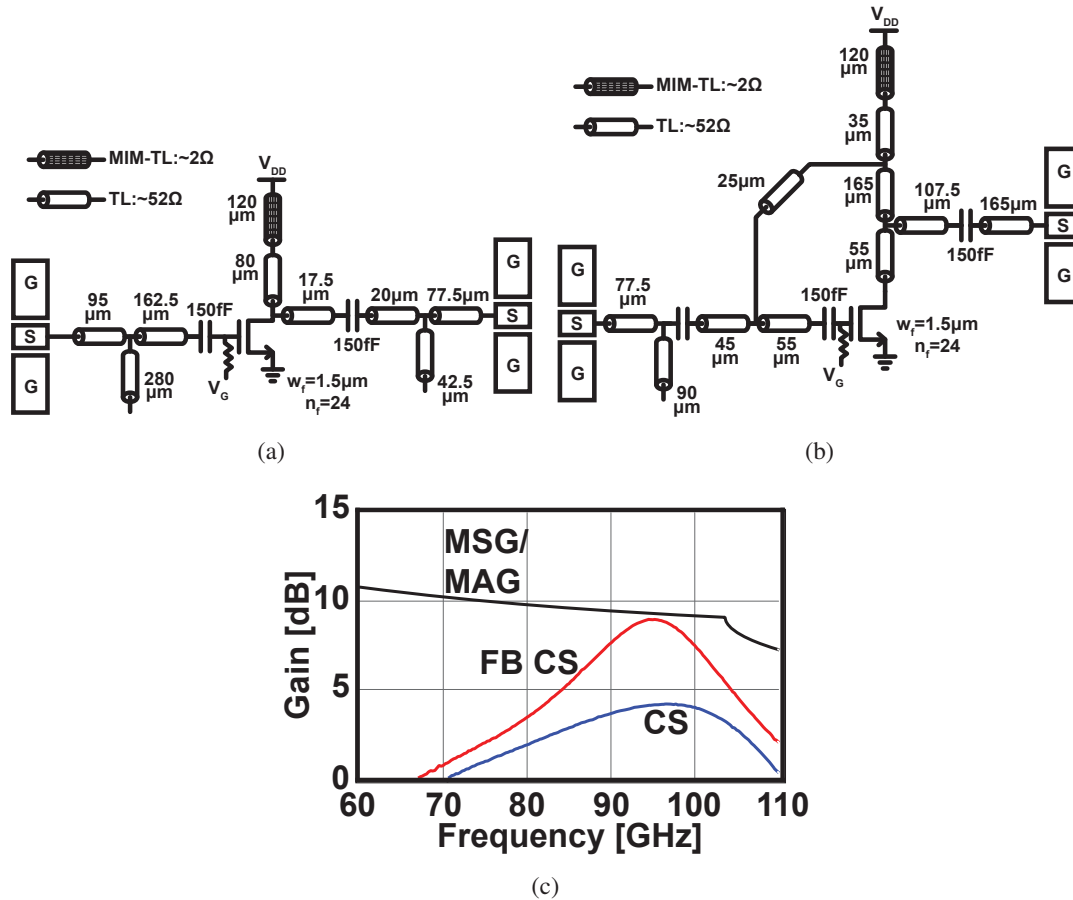 MIM-TL:~2Ω
TL:~52Ω
V_DD
120
µm
80
µm
G
S
G
95
µm
162.5
µm
150fF
280
µm
V_G
w_f=1.5µm
n_f=24
17.5
µm
150fF
20µm
77.5µm
42.5
µm
G
S
G
(a)
MIM-TL:~2Ω
TL:~52Ω
V_DD
120
µm
35
µm
25µm
165
µm
107.5
µm
165µm
150fF
55
µm
G
S
G
G
S
G
77.5
µm
90
µm
45
µm
55
µm
150fF
V_G
w_f=1.5µm
n_f=24
(b)
Gain [dB]
15
10
5
0
MSG/
MAG
FB CS
CS
60
70
80
90
100
110
Frequency [GHz]
(c)